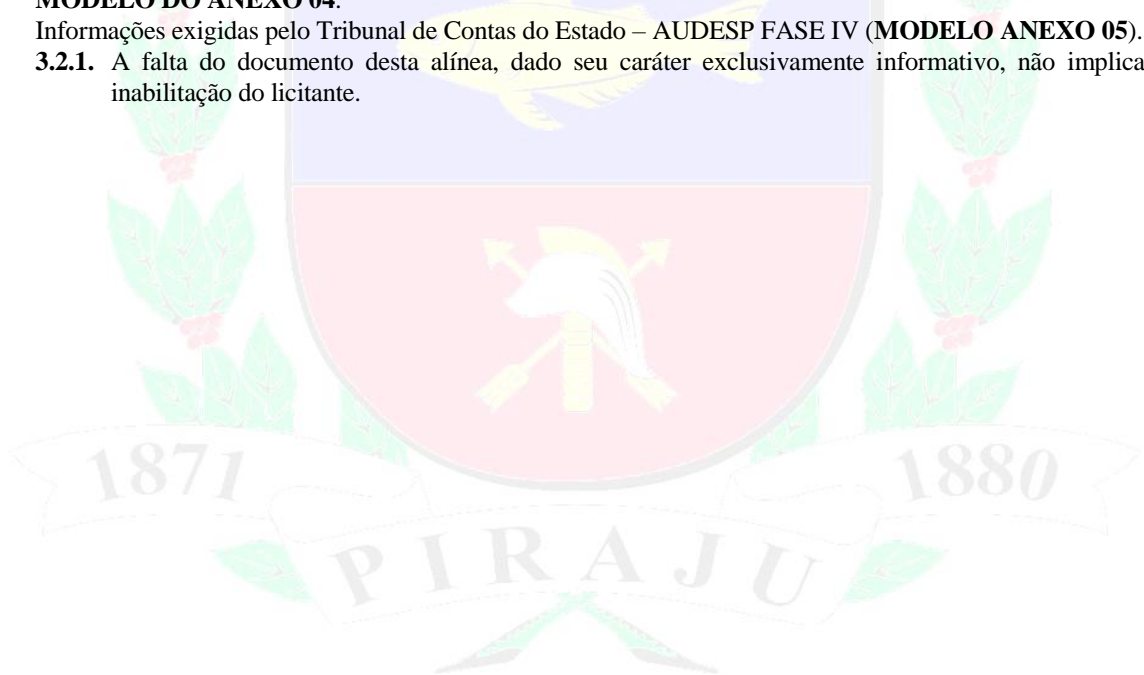 MODELO DO ANEXO 04.
Informações exigidas pelo Tribunal de Contas do Estado – AUDESP FASE IV (MODELO ANEXO 05).
3.2.1. A falta do documento desta alínea, dado seu caráter exclusivamente informativo, não implica
inabilitação do licitante.
1871
1880
PIRAJU